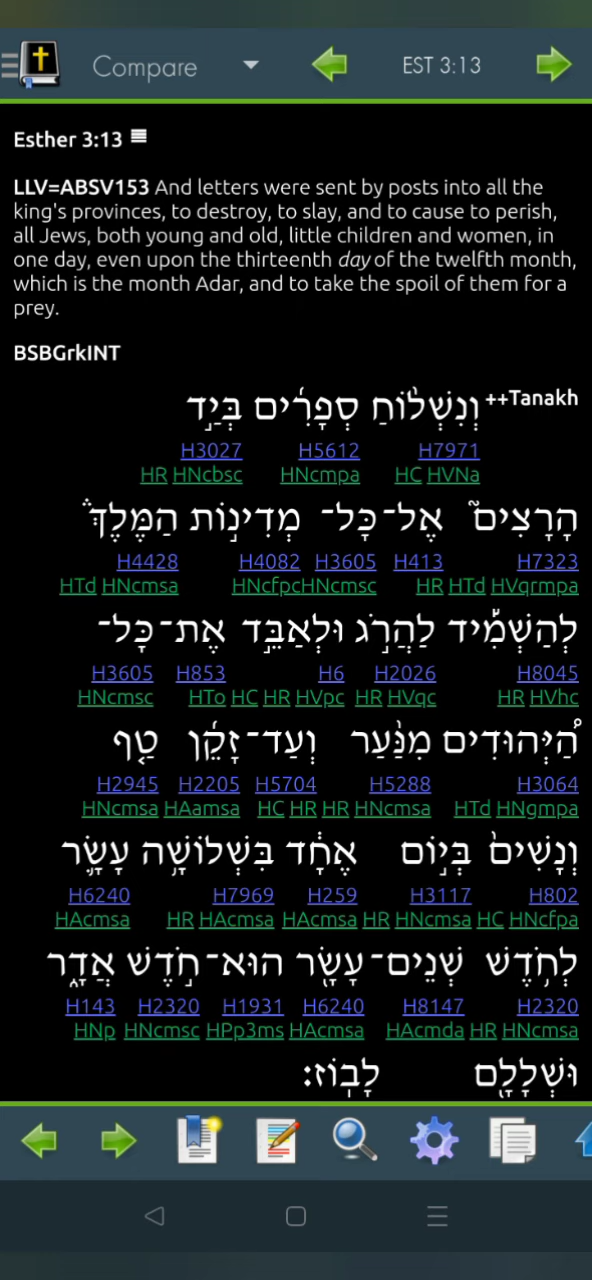 Compare EST 3:13
Esther 3:13
LLV=ABSV153 And letters were sent by posts into all the
king's provinces, to destroy, to slay, and to cause to perish,
all Jews, both young and old, little children and women, in
one day, even upon the thirteenth day of the twelfth month,
which is the month Adar, and to take the spoil of them for a
prey.
BSBGrkINT
++Tanakh וְנִשְׁל֨וֹחַ סְפָרִ֜ים בְּיַ֣ד
H3027 H5612 H7971
HR HNcbsc HNcmpa HC HVNa
הָרָצִים֮ אֶל־כָּל־ מְדִינ֣וֹת הַמֶּלֶךְ֒
H4428 H4082 H3605 H413 H7323
HTd HNcmsa HNcfpcHNcmsc HR HTd HVqrmpa
לְהַשְׁמִ֡יד לַהֲרֹ֣ג וּלְאַבֵּ֣ד אֶת־כָּל־
H3605 H853 H6 H2026 H8045
HNcmsc HTo HC HR HVpc HR HVqc HR HVhc
הַ֠יְּהוּדִים מִנַּ֨עַר וְעַד־זָקֵ֜ן טַ֤ף
H2945 H2205 H5704 H5288 H3064
HNcmsa HAamsa HC HR HR HNcmsa HTd HNgmpa
וְנָשִׁים֙ בְּי֣וֹם אֶחָ֔ד בִּשְׁלוֹשָׁ֥ה עָשָׂ֛ר
H6240 H7969 H259 H3117 H802
HAcmsa HR HAcmsa HAcmsa HR HNcmsa HC HNcfpa
לְחֹ֥דֶשׁ שְׁנֵים־עָשָׂ֖ר הוּא־חֹ֣דֶשׁ אֲדָ֑ר
H143 H2320 H1931 H6240 H8147 H2320
HNp HNcmsc HPp3ms HAcmsa HAcmda HR HNcmsa
וּשְׁלָלָ֖ם לָבֽוֹז׃